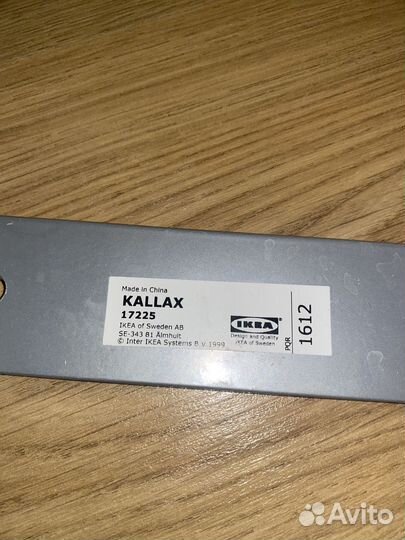 Made in China
KALLAX
17225
IKEA of Sweden AB
SE-343 81 Älmhult
© Inter IKEA Systems B.V. 1999
IKEA
Design and Quality
IKEA of Sweden
PQR
1612
Avito